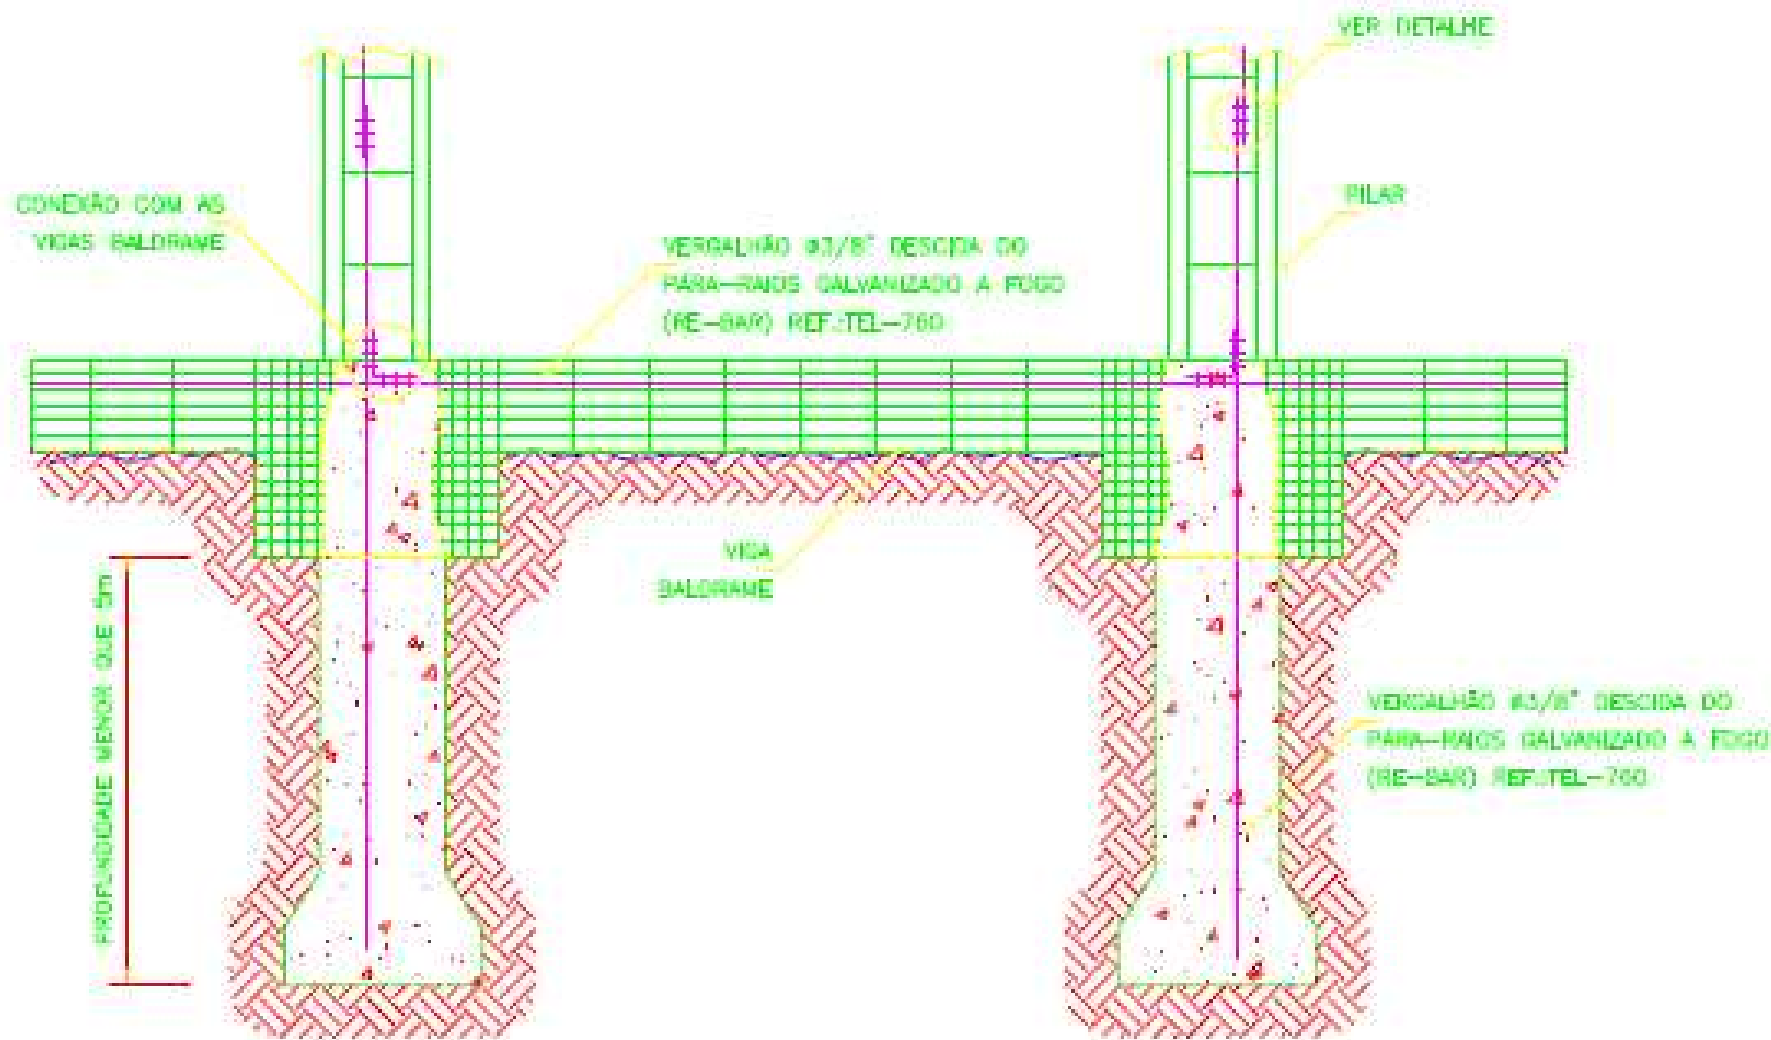 VER DETALHE
CONEXÃO COM AS
VIGAS BALDRAME
PILAR
VERGALHÃO ø3/8" DESCIDA DO
PÁRA-RAIOS GALVANIZADO A FOGO
(RE-BAR) REF.:TEL-760
VIGA
BALDRAME
PROFUNDIDADE MENOR QUE 5m
VERGALHÃO ø3/8" DESCIDA DO
PÁRA-RAIOS GALVANIZADO A FOGO
(RE-BAR) REF.:TEL-760